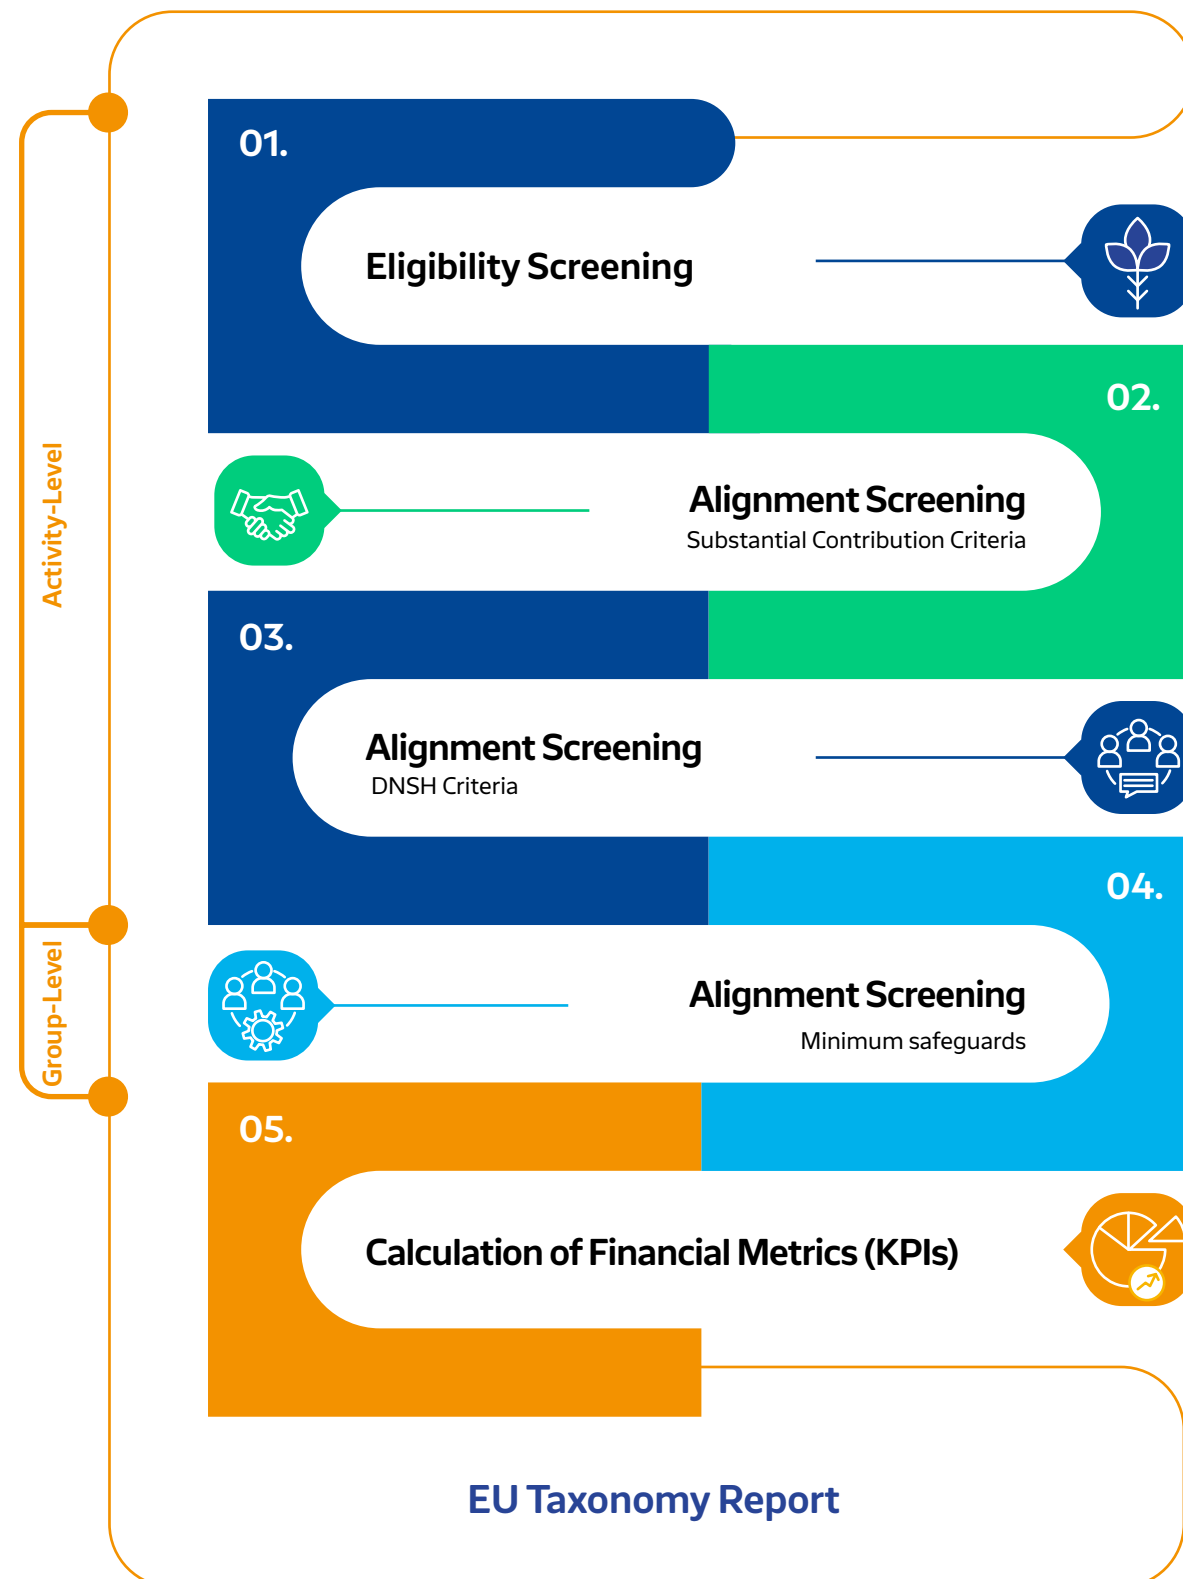 01.
Eligibility Screening
02.
Alignment Screening
Substantial Contribution Criteria
Activity-Level
03.
Alignment Screening
DNSH Criteria
04.
Group-Level
Alignment Screening
Minimum safeguards
05.
Calculation of Financial Metrics (KPIs)
EU Taxonomy Report